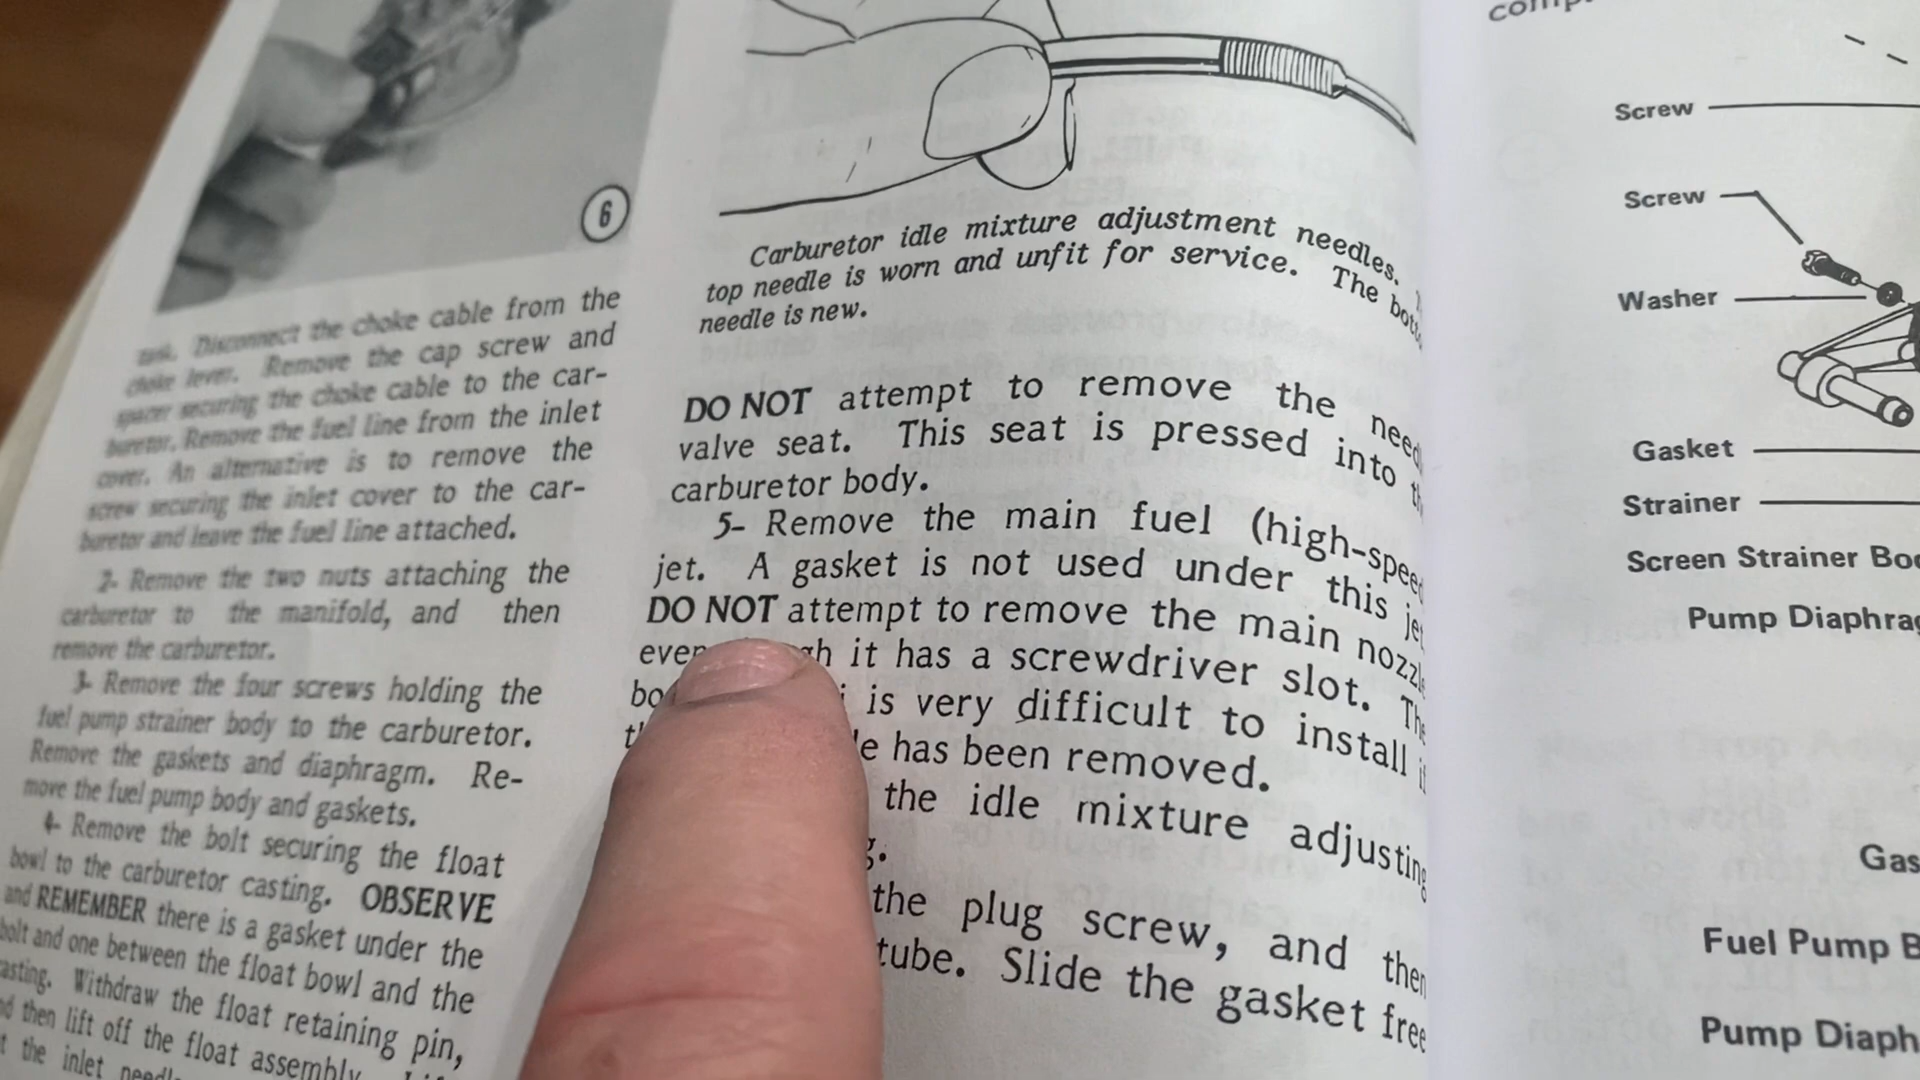 6
task. Disconnect the choke cable from the
choke lever. Remove the cap screw and
spacer securing the choke cable to the car-
buretor. Remove the fuel line from the inlet
cover. An alternative is to remove the
screw securing the inlet cover to the car-
buretor and leave the fuel line attached.
2- Remove the two nuts attaching the
carburetor to the manifold, and then
remove the carburetor.
3- Remove the four screws holding the
fuel pump strainer body to the carburetor.
Remove the gaskets and diaphragm. Re-
move the fuel pump body and gaskets.
4- Remove the bolt securing the float
bowl to the carburetor casting. OBSERVE
and REMEMBER there is a gasket under the
bolt and one between the float bowl and the
casting. Withdraw the float retaining pin,
then lift off the float assembly.
the inlet
Carburetor idle mixture adjustment needles.
top needle is worn and unfit for service. The
needle is new.
DO NOT attempt to remove the
valve seat. This seat is pressed into
carburetor body.
5- Remove the main fuel (high-speed
jet. A gasket is not used under this
DO NOT attempt to remove the main
it has a screwdriver slot.
is very difficult to install
has been removed.
the idle mixture adjusting
the plug screw, and then
tube. Slide the gasket free
Screw
Screw
Washer
Gasket
Strainer
Screen Strainer
Pump
Fuel Pump
Pump